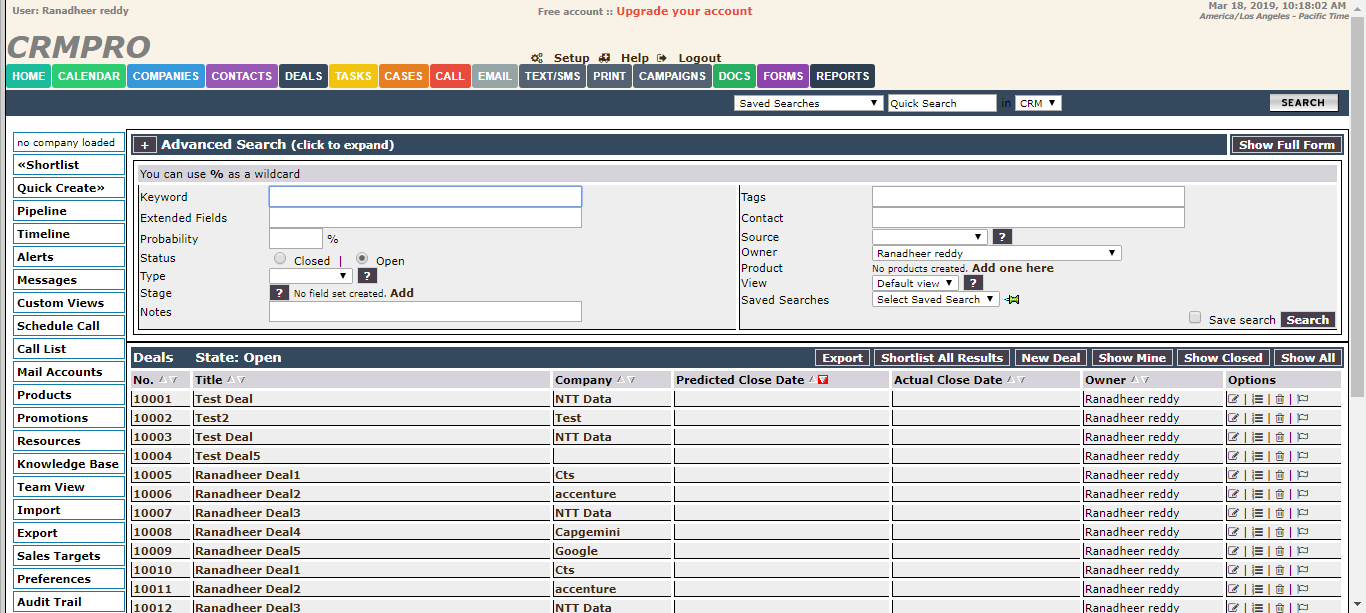 User: Ranadheer reddy
Free account :: Upgrade your account
Mar 18, 2019, 10:18:02 AM
America/Los Angeles - Pacific Time
CRMPRO
Setup Help Logout
HOME CALENDAR COMPANIES CONTACTS DEALS TASKS CASES CALL EMAIL TEXT/SMS PRINT CAMPAIGNS DOCS FORMS REPORTS
Saved Searches Quick Search in CRM SEARCH
no company loaded
«Shortlist
Quick Create»
Pipeline
Timeline
Alerts
Messages
Custom Views
Schedule Call
Call List
Mail Accounts
Products
Promotions
Resources
Knowledge Base
Team View
Import
Export
Sales Targets
Preferences
Audit Trail
+ Advanced Search (click to expand) Show Full Form
You can use % as a wildcard
Keyword
Extended Fields
Probability %
Status Closed | Open
Type ?
Stage ? No field set created. Add
Notes
Tags
Contact
Source ?
Owner Ranadheer reddy
Product No products created. Add one here
View Default view ?
Saved Searches Select Saved Search
Save search Search
Deals State: Open Export Shortlist All Results New Deal Show Mine Show Closed Show All
No. Title Company Predicted Close Date Actual Close Date Owner Options
10001 Test Deal NTT Data Ranadheer reddy | | |
10002 Test2 Test Ranadheer reddy | | |
10003 Test Deal NTT Data Ranadheer reddy | | |
10004 Test Deal5 Ranadheer reddy | | |
10005 Ranadheer Deal1 Cts Ranadheer reddy | | |
10006 Ranadheer Deal2 accenture Ranadheer reddy | | |
10007 Ranadheer Deal3 NTT Data Ranadheer reddy | | |
10008 Ranadheer Deal4 Capgemini Ranadheer reddy | | |
10009 Ranadheer Deal5 Google Ranadheer reddy | | |
10010 Ranadheer Deal1 Cts Ranadheer reddy | | |
10011 Ranadheer Deal2 accenture Ranadheer reddy | | |
10012 Ranadheer Deal3 NTT Data Ranadheer reddy | | |